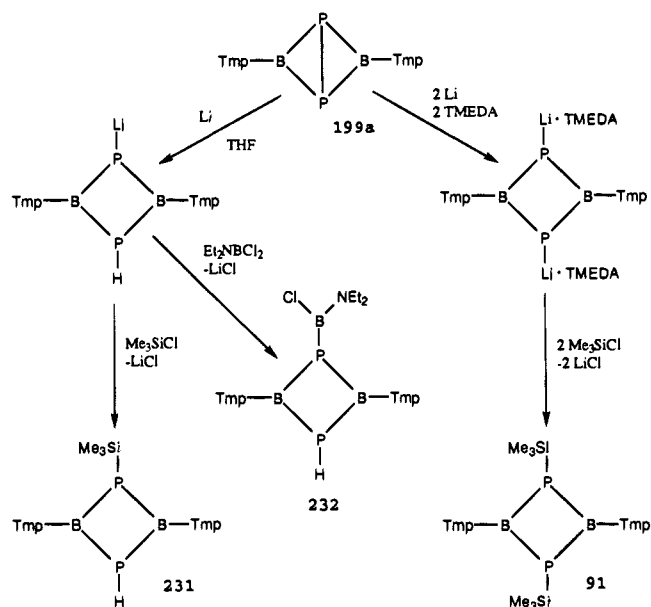 P
Tmp B B Tmp
P
199a
Li
THF
2 Li
2 TMEDA
Li
P
Tmp B B Tmp
P
H
Li · TMEDA
P
Tmp B B Tmp
P
Li · TMEDA
Et2NBCl2
-LiCl
Cl NEt2
B
P
Tmp B B Tmp
P
H
232
Me3SiCl
-LiCl
2 Me3SiCl
-2 LiCl
Me3Si
P
Tmp B B Tmp
P
H
231
Me3Si
P
Tmp B B Tmp
P
Me3Si
91